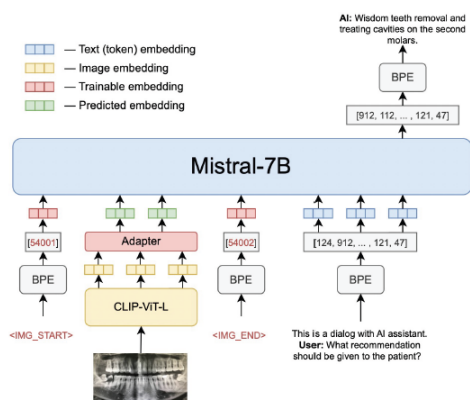 AI: Wisdom teeth removal and
treating cavities on the second
molars.
— Text (token) embedding
— Image embedding
— Trainable embedding
— Predicted embedding
BPE
[912, 112, ... , 121, 47]
Mistral-7B
[54001]
Adapter
[54002]
[124, 912, ... , 121, 47]
BPE
CLIP-ViT-L
BPE
BPE
<IMG_START>
<IMG_END>
This is a dialog with AI assistant.
User: What recommendation
should be given to the patient?